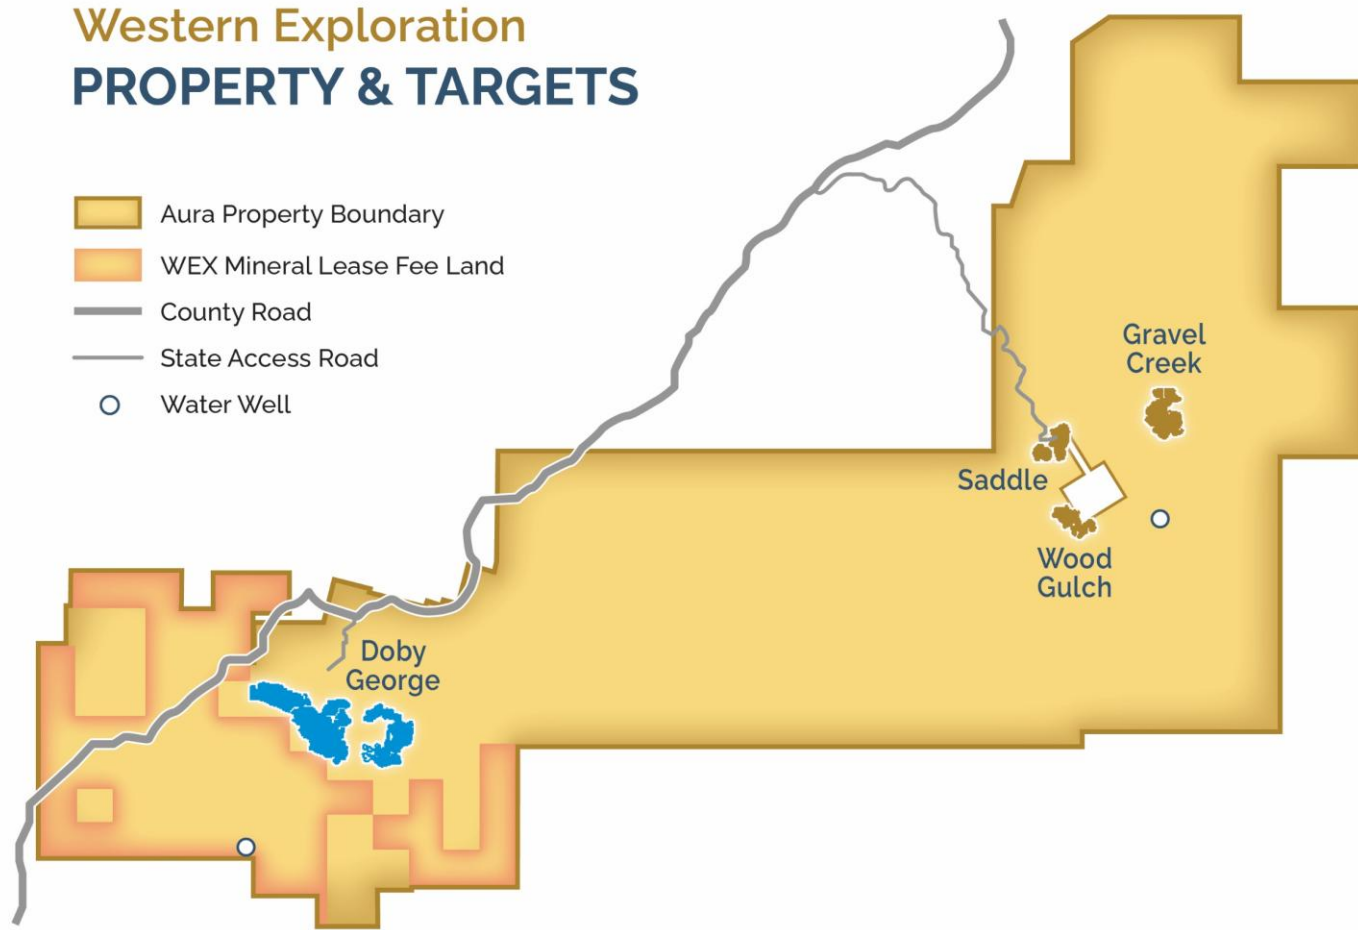 Western Exploration
PROPERTY & TARGETS
Aura Property Boundary
WEX Mineral Lease Fee Land
County Road
State Access Road
Water Well
Gravel
Creek
Saddle
Wood
Gulch
Doby
George